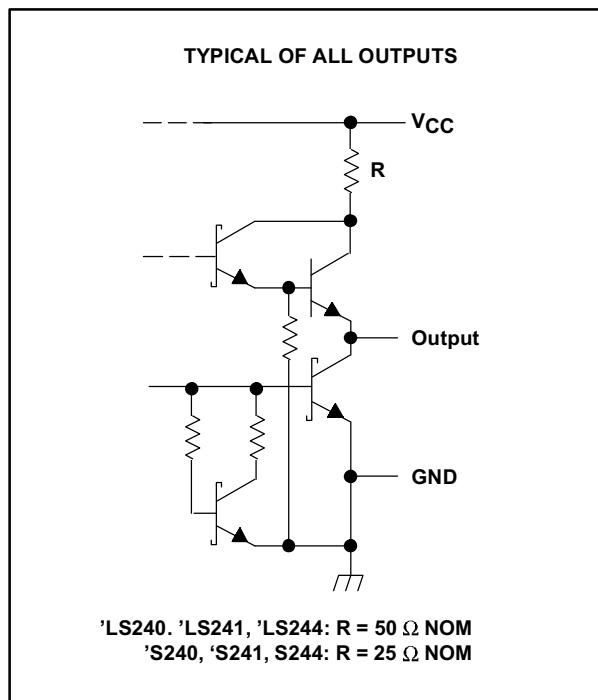 TYPICAL OF ALL OUTPUTS
VCC
R
Output
GND
’LS240. ’LS241, ’LS244: R = 50 Ω NOM
’S240, ‘S241, S244: R = 25 Ω NOM